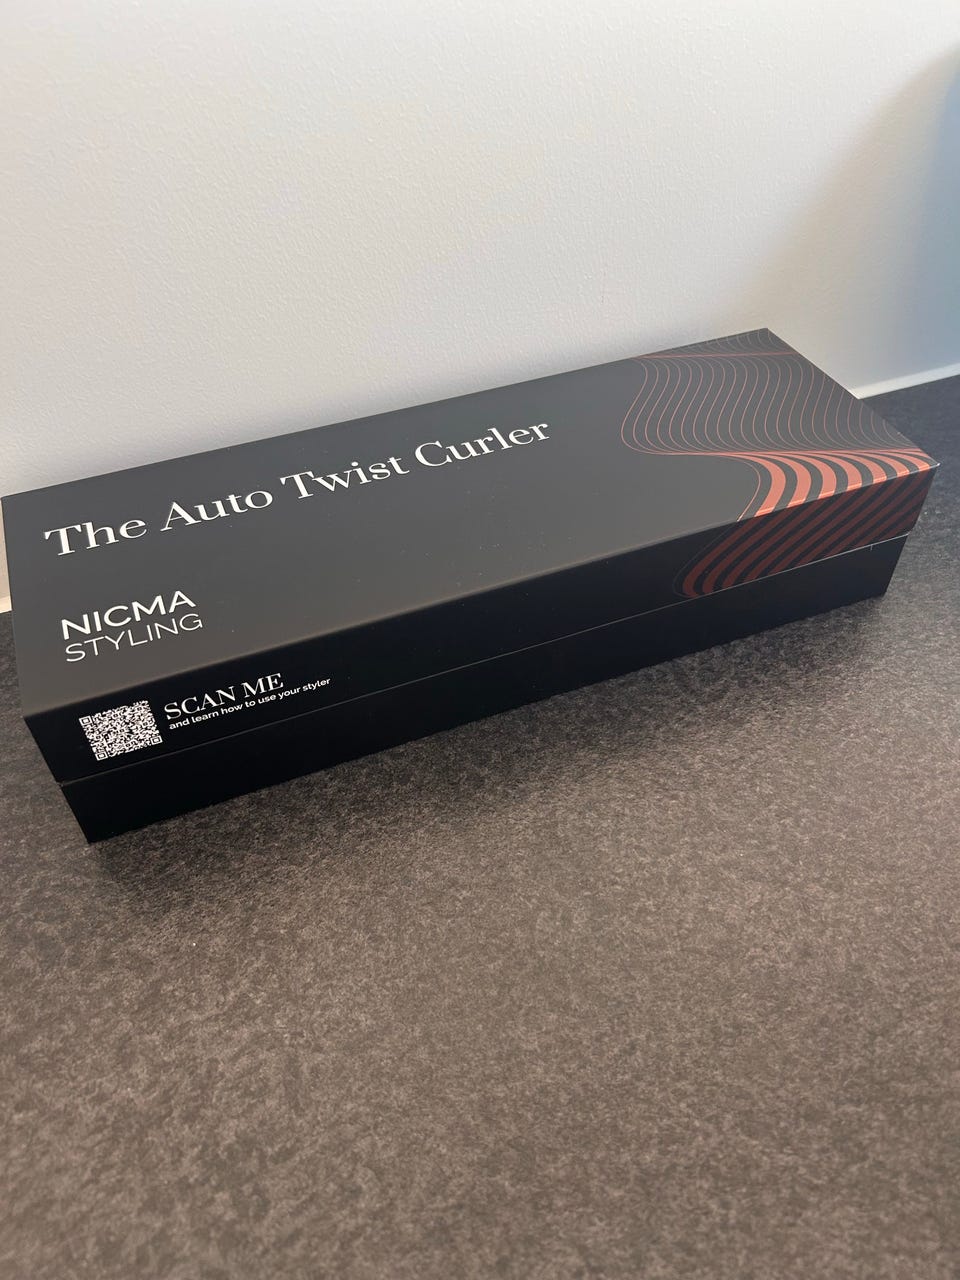 The Auto Twist Curler
NICMA
STYLING
SCAN ME
and learn how to use your styler